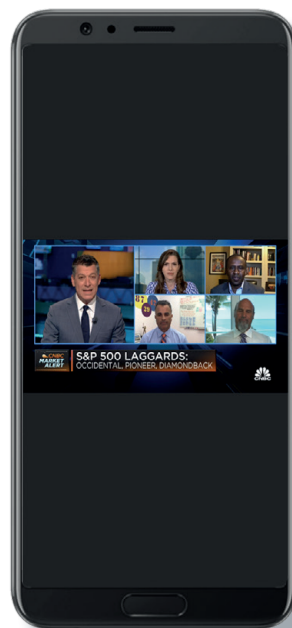 CNBC
MARKET
ALERT
S&P 500 LAGGARDS:
OCCIDENTAL, PIONEER, DIAMONDBACK
CNBC